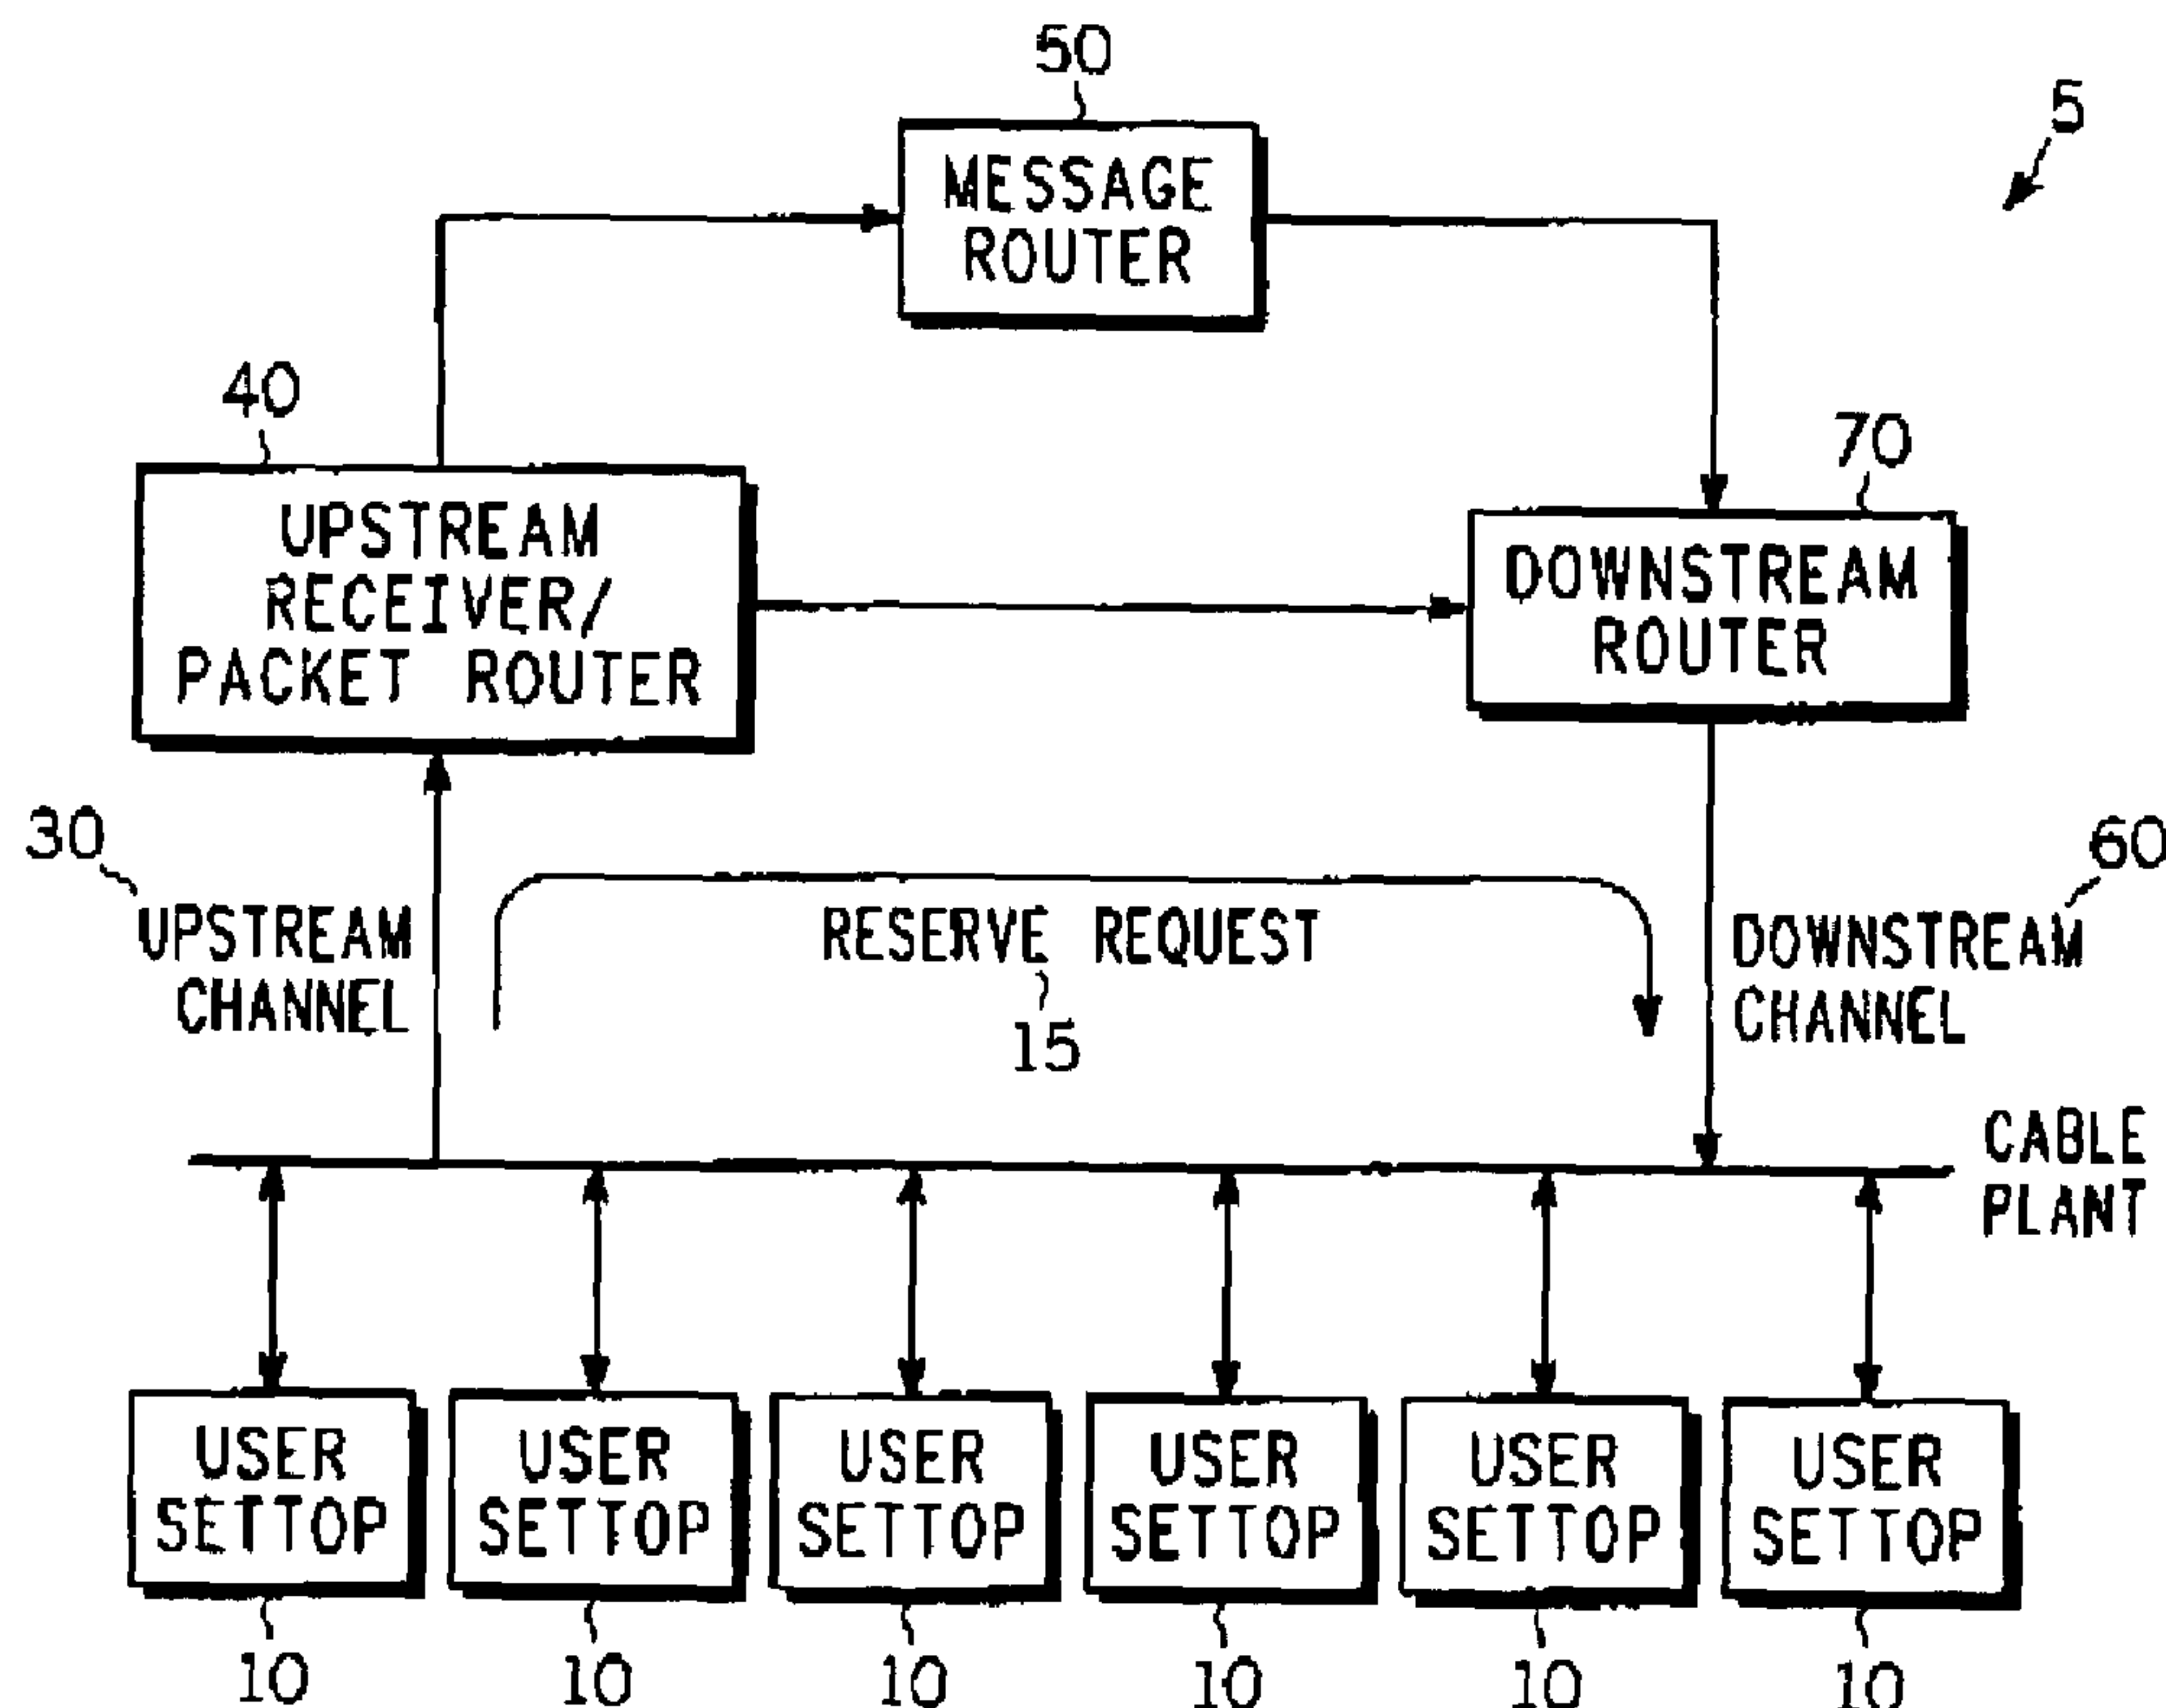 50
5
MESSAGE
ROUTER
40
70
UPSTREAM
RECEIVER/
PACKET ROUTER
DOWNSTREAM
ROUTER
30
60
UPSTREAM
CHANNEL
RESERVE REQUEST
15
DOWNSTREAM
CHANNEL
CABLE
PLANT
USER
SETTOP
USER
SETTOP
USER
SETTOP
USER
SETTOP
USER
SETTOP
USER
SETTOP
10
10
10
10
10
10